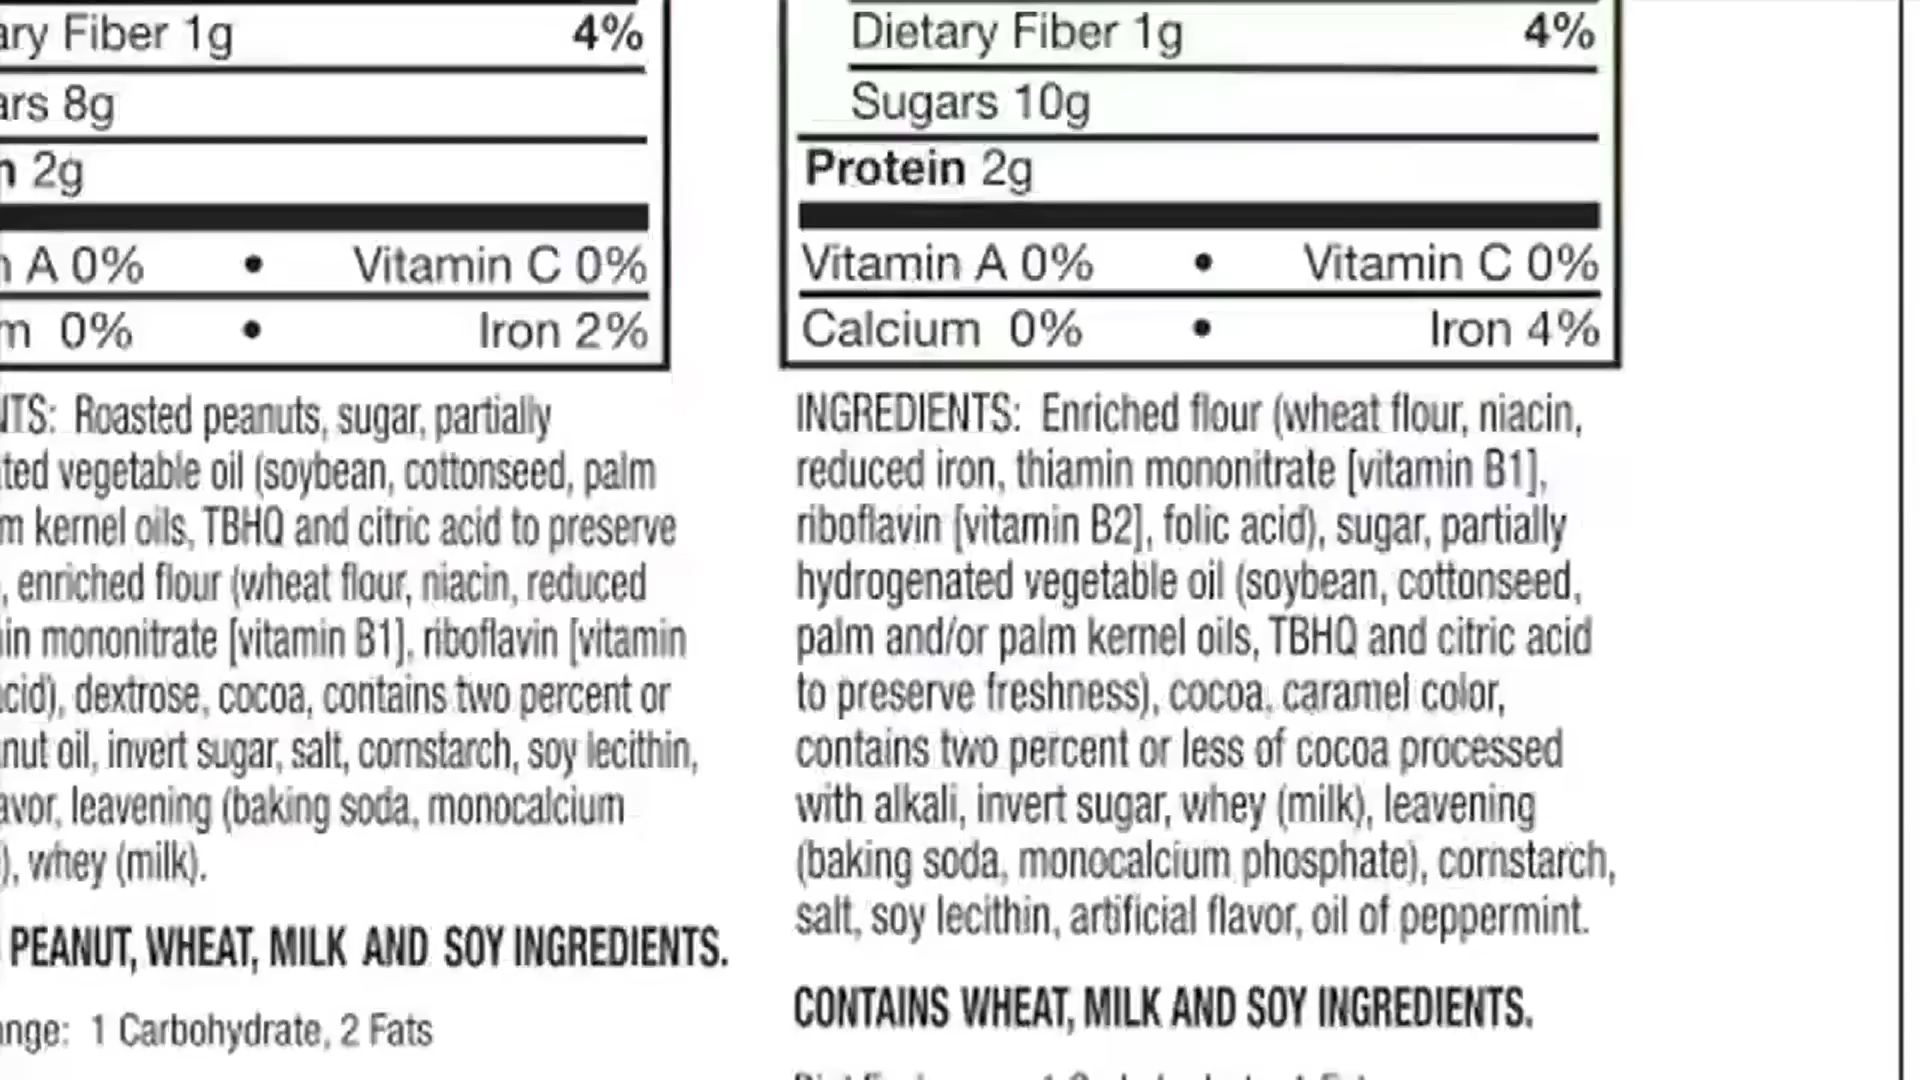 ary Fiber 1g 4%
ars 8g
n 2g
n A 0% • Vitamin C 0%
m 0% • Iron 2%
NTS: Roasted peanuts, sugar, partially
ted vegetable oil (soybean, cottonseed, palm
m kernel oils, TBHQ and citric acid to preserve
, enriched flour (wheat flour, niacin, reduced
in mononitrate [vitamin B1], riboflavin [vitamin
cid), dextrose, cocoa, contains two percent or
nut oil, invert sugar, salt, cornstarch, soy lecithin,
avor, leavening (baking soda, monocalcium
), whey (milk).
PEANUT, WHEAT, MILK AND SOY INGREDIENTS.
nge: 1 Carbohydrate, 2 Fats
Dietary Fiber 1g 4%
Sugars 10g
Protein 2g
Vitamin A 0% • Vitamin C 0%
Calcium 0% • Iron 4%
INGREDIENTS: Enriched flour (wheat flour, niacin,
reduced iron, thiamin mononitrate [vitamin B1],
riboflavin [vitamin B2], folic acid), sugar, partially
hydrogenated vegetable oil (soybean, cottonseed,
palm and/or palm kernel oils, TBHQ and citric acid
to preserve freshness), cocoa, caramel color,
contains two percent or less of cocoa processed
with alkali, invert sugar, whey (milk), leavening
(baking soda, monocalcium phosphate), cornstarch,
salt, soy lecithin, artificial flavor, oil of peppermint.
CONTAINS WHEAT, MILK AND SOY INGREDIENTS.